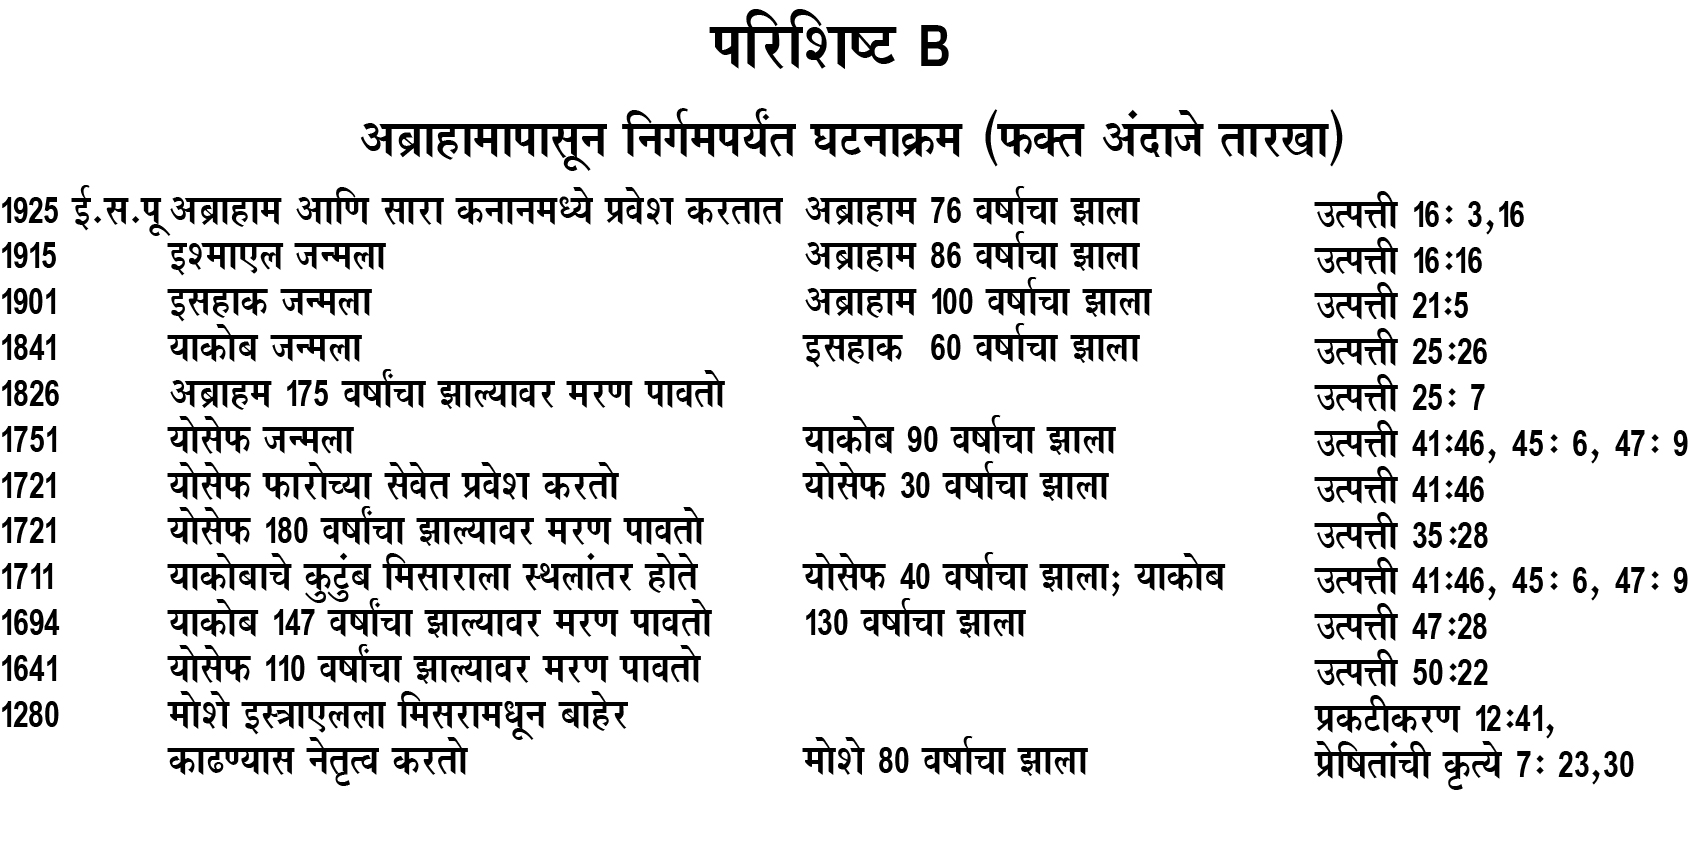 परिशिष्ट B
अब्राहामापासून निर्गमपर्यंत घटनाक्रम (फक्त अंदाजे तारखा)
1925 ई.स.पू अब्राहाम आणि सारा कनानमध्ये प्रवेश करतात अब्राहाम 76 वर्षाचा झाला उत्पत्ती 16: 3,16
1915 इश्माएल जन्मला अब्राहाम 86 वर्षाचा झाला उत्पत्ती 16:16
1901 इसहाक जन्मला अब्राहाम 100 वर्षाचा झाला उत्पत्ती 21:5
1841 याकोब जन्मला इसहाक 60 वर्षाचा झाला उत्पत्ती 25:26
1826 अब्राहम 175 वर्षांचा झाल्यावर मरण पावतो उत्पत्ती 25: 7
1751 योसेफ जन्मला याकोब 90 वर्षाचा झाला उत्पत्ती 41:46, 45: 6, 47: 9
1721 योसेफ फारोच्या सेवेत प्रवेश करतो योसेफ 30 वर्षाचा झाला उत्पत्ती 41:46
1721 योसेफ 180 वर्षांचा झाल्यावर मरण पावतो उत्पत्ती 35:28
1711 याकोबाचे कुटुंब मिसाराला स्थलांतर होते योसेफ 40 वर्षाचा झाला; याकोब उत्पत्ती 41:46, 45: 6, 47: 9
1694 याकोब 147 वर्षांचा झाल्यावर मरण पावतो 130 वर्षाचा झाला उत्पत्ती 47:28
1641 योसेफ 110 वर्षांचा झाल्यावर मरण पावतो उत्पत्ती 50:22
1280 मोशे इस्त्राएलला मिसरामधून बाहेर प्रकटीकरण 12:41,
काढण्यास नेतृत्व करतो मोशे 80 वर्षाचा झाला प्रेषितांची कृत्ये 7: 23,30